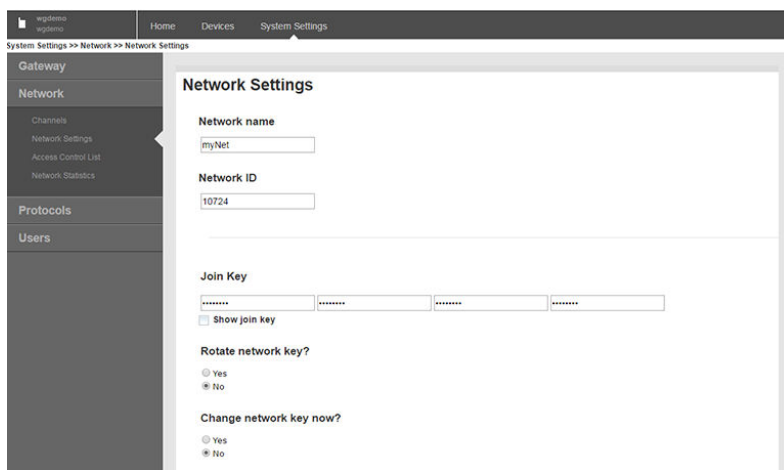 wgdemo
wgdemo
Home Devices System Settings
System Settings >> Network >> Network Settings
Gateway
Network
Channels
Network Settings
Access Control List
Network Statistics
Protocols
Users
Network Settings
Network name
myNet
Network ID
10724
Join Key
•••••••• •••••••• •••••••• ••••••••
Show join key
Rotate network key?
Yes
No
Change network key now?
Yes
No